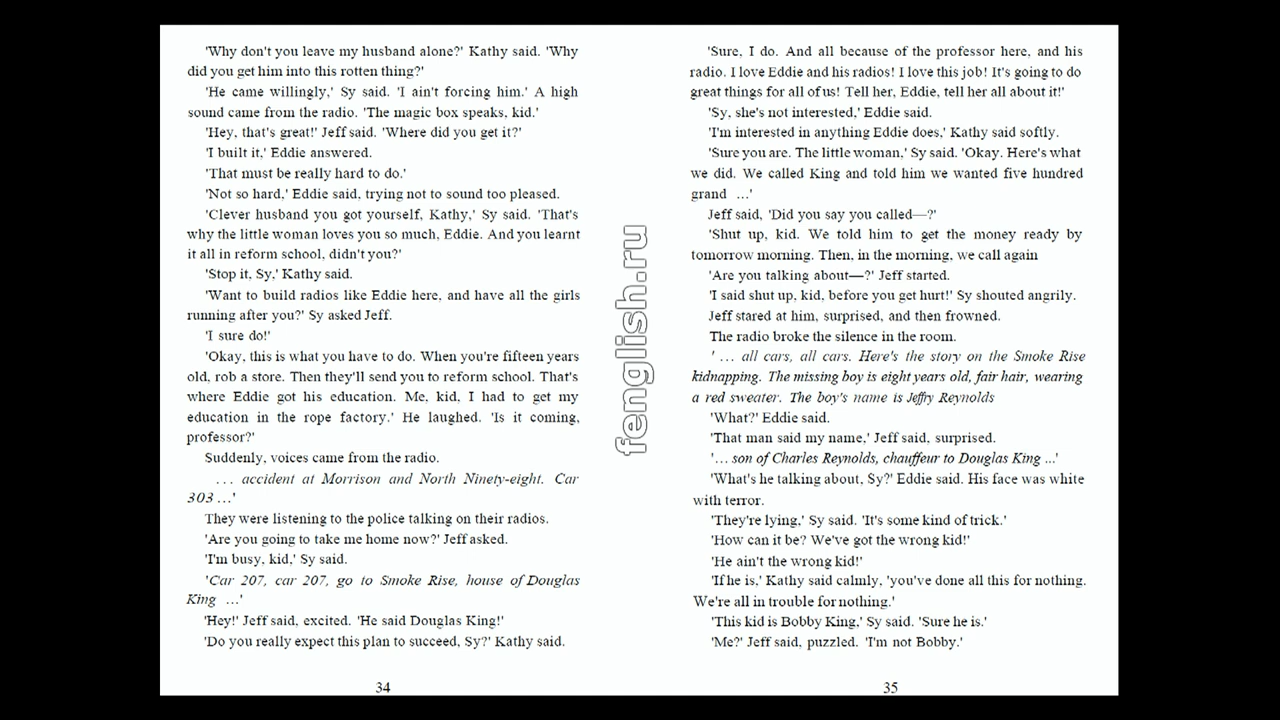 'Why don't you leave my husband alone?' Kathy said. 'Why
did you get him into this rotten thing?'
'He came willingly,' Sy said. 'I ain't forcing him.' A high
sound came from the radio. 'The magic box speaks, kid.'
'Hey, that's great!' Jeff said. 'Where did you get it?'
'I built it,' Eddie answered.
'That must be really hard to do.'
'Not so hard,' Eddie said, trying not to sound too pleased.
'Clever husband you got yourself, Kathy,' Sy said. 'That's
why the little woman loves you so much, Eddie. And you learnt
it all in reform school, didn't you?'
'Stop it, Sy,' Kathy said.
'Want to build radios like Eddie here, and have all the girls
running after you?' Sy asked Jeff.
'I sure do!'
'Okay, this is what you have to do. When you're fifteen years
old, rob a store. Then they'll send you to reform school. That's
where Eddie got his education. Me, kid, I had to get my
education in the rope factory.' He laughed. 'Is it coming,
professor?'
Suddenly, voices came from the radio.
... accident at Morrison and North Ninety-eight. Car
303 ...'
They were listening to the police talking on their radios.
'Are you going to take me home now?' Jeff asked.
'I'm busy, kid,' Sy said.
'Car 207, car 207, go to Smoke Rise, house of Douglas
King ...'
'Hey!' Jeff said, excited. 'He said Douglas King!'
'Do you really expect this plan to succeed, Sy?' Kathy said.
34
fenglish.ru
'Sure, I do. And all because of the professor here, and his
radio. I love Eddie and his radios! I love this job! It's going to do
great things for all of us! Tell her, Eddie, tell her all about it!'
'Sy, she's not interested,' Eddie said.
'I'm interested in anything Eddie does,' Kathy said softly.
'Sure you are. The little woman,' Sy said. 'Okay. Here's what
we did. We called King and told him we wanted five hundred
grand ...'
Jeff said, 'Did you say you called—?'
'Shut up, kid. We told him to get the money ready by
tomorrow morning. Then, in the morning, we call again
'Are you talking about—?' Jeff started.
'I said shut up, kid, before you get hurt!' Sy shouted angrily.
Jeff stared at him, surprised, and then frowned.
The radio broke the silence in the room.
' ... all cars, all cars. Here's the story on the Smoke Rise
kidnapping. The missing boy is eight years old, fair hair, wearing
a red sweater. The boy's name is Jeffry Reynolds
'What?' Eddie said.
'That man said my name,' Jeff said, surprised.
'... son of Charles Reynolds, chauffeur to Douglas King ...'
'What's he talking about, Sy?' Eddie said. His face was white
with terror.
'They're lying,' Sy said. 'It's some kind of trick.'
'How can it be? We've got the wrong kid!'
'He ain't the wrong kid!'
'If he is,' Kathy said calmly, 'you've done all this for nothing.
We're all in trouble for nothing.'
'This kid is Bobby King,' Sy said. 'Sure he is.'
'Me?' Jeff said, puzzled. 'I'm not Bobby.'
35